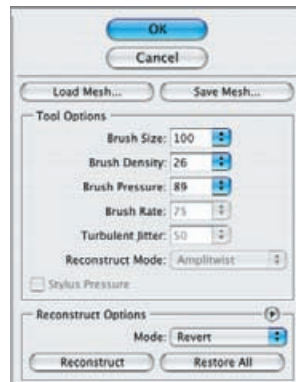 OK
Cancel
Load Mesh... Save Mesh...
Tool Options
Brush Size: 100
Brush Density: 26
Brush Pressure: 89
Brush Rate: 75
Turbulent Jitter: 50
Reconstruct Mode: Amplitwist
Stylus Pressure
Reconstruct Options
Mode: Revert
Reconstruct Restore All